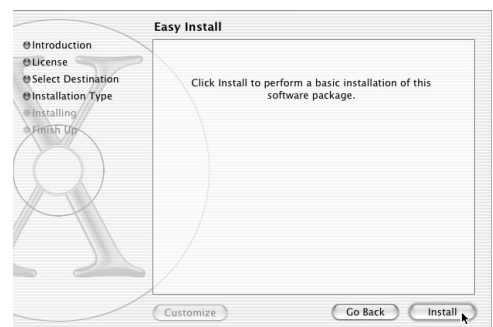 Easy Install
Introduction
License
Select Destination
Installation Type
Installing
Finish Up
Click Install to perform a basic installation of this
software package.
Customize
Go Back
Install